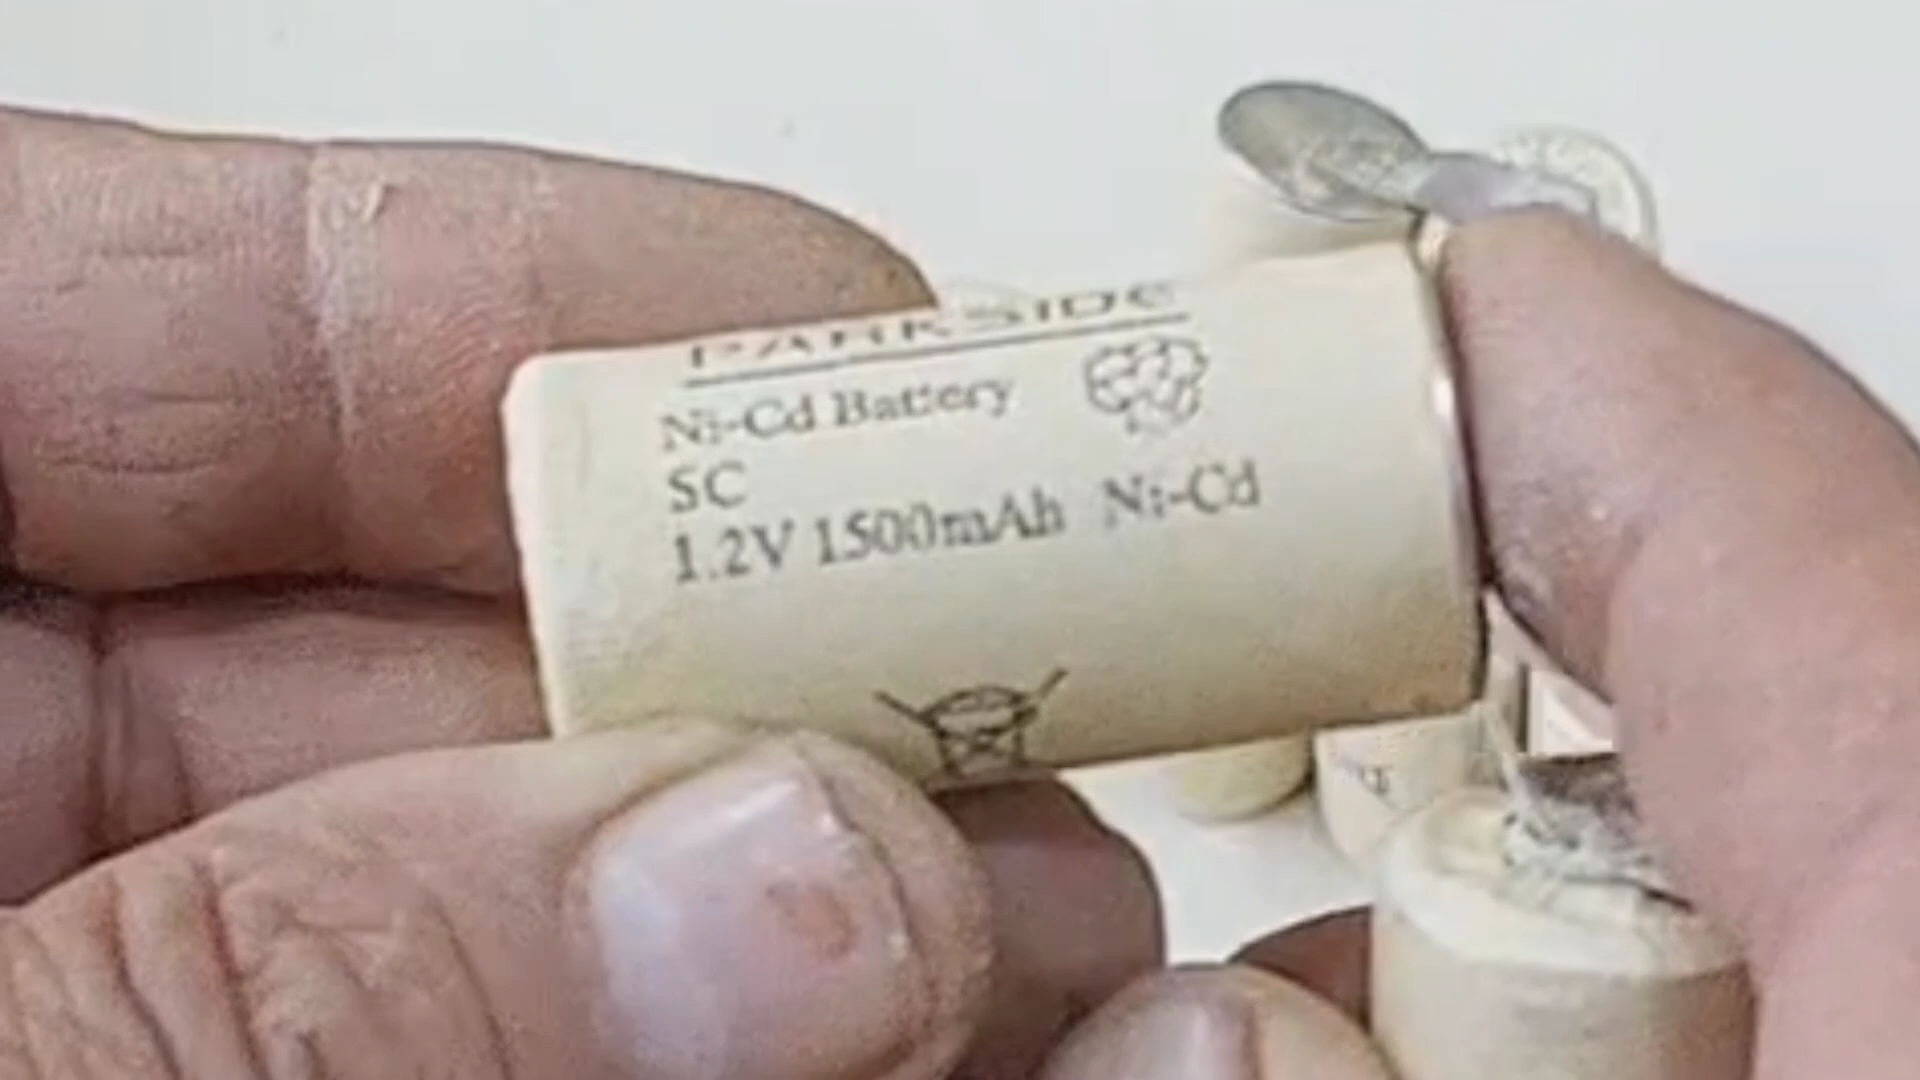 PARKSIDE
Ni-Cd Battery
SC
1.2V 1500mAh Ni-Cd